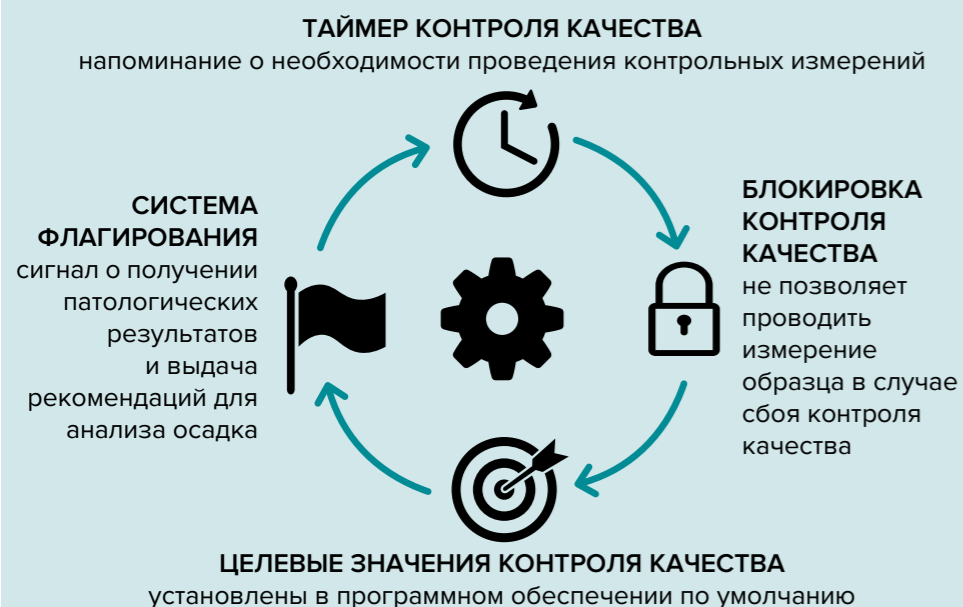 ТАЙМЕР КОНТРОЛЯ КАЧЕСТВА
напоминание о необходимости проведения контрольных измерений
БЛОКИРОВКА
КОНТРОЛЯ
КАЧЕСТВА
не позволяет
проводить
измерение
образца в случае
сбоя контроля
качества
ЦЕЛЕВЫЕ ЗНАЧЕНИЯ КОНТРОЛЯ КАЧЕСТВА
установлены в программном обеспечении по умолчанию
СИСТЕМА
ФЛАГИРОВАНИЯ
сигнал о получении
патологических
результатов
и выдача
рекомендаций для
анализа осадка